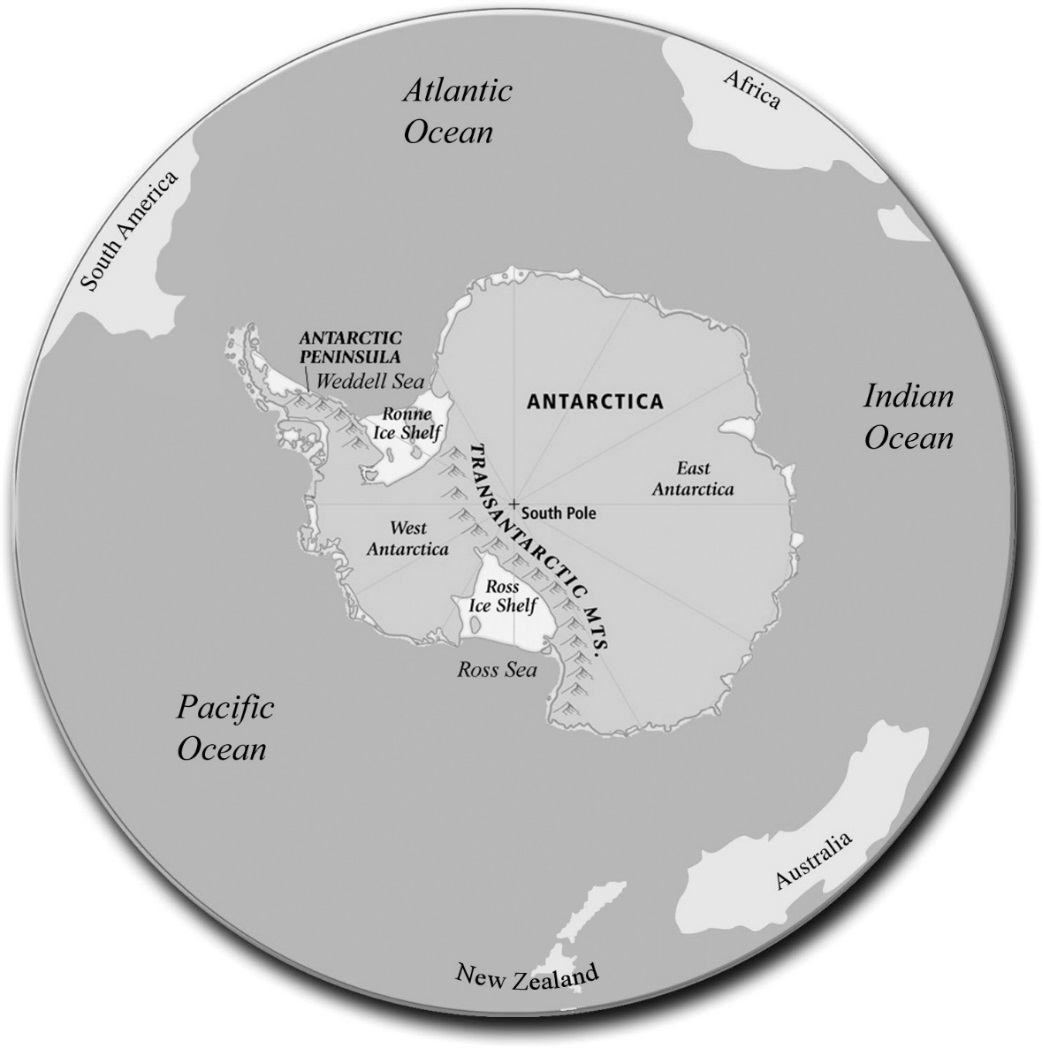 Atlantic
Ocean
Africa
South America
ANTARCTIC
PENINSULA
Weddell Sea
Ronne
Ice Shelf
ANTARCTICA
Indian
Ocean
East
Antarctica
TRANSANTARCTIC MTS.
South Pole
West
Antarctica
Ross
Ice Shelf
Ross Sea
Pacific
Ocean
Australia
New Zealand